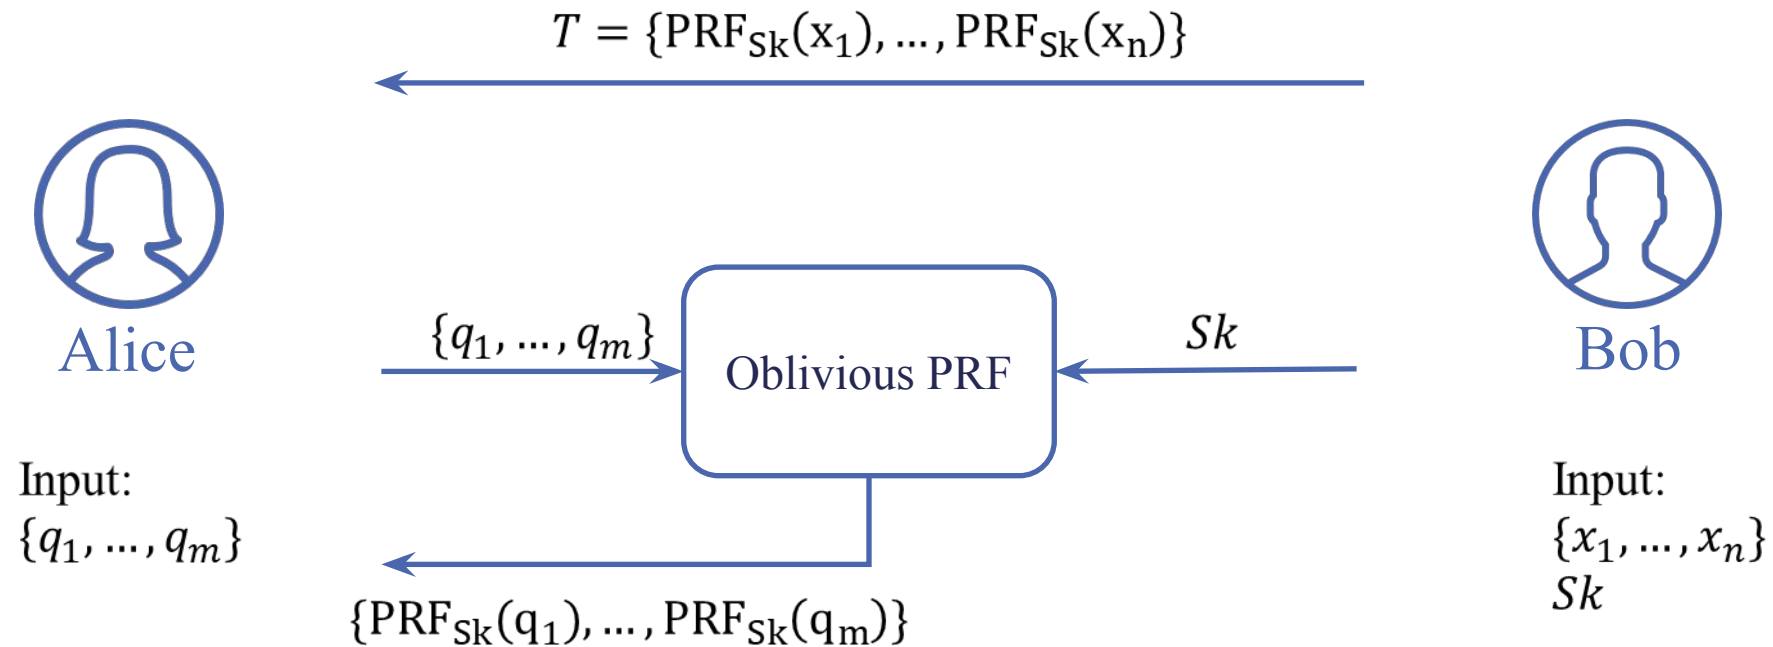 T = {PRF_Sk(x_1), ..., PRF_Sk(x_n)}
Alice
{q_1, ..., q_m}
Oblivious PRF
Sk
Bob
Input:
{q_1, ..., q_m}
Input:
{x_1, ..., x_n}
Sk
{PRF_Sk(q_1), ..., PRF_Sk(q_m)}